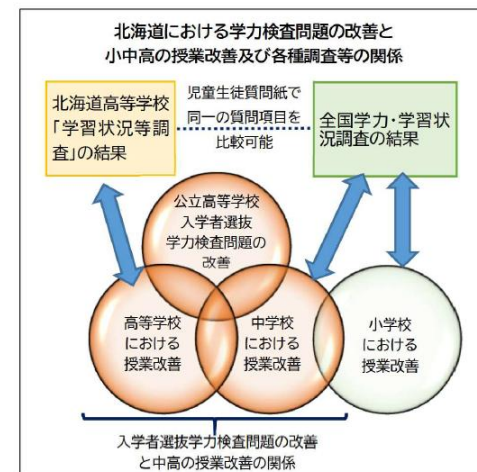 北海道における学力検査問題の改善と
小中高の授業改善及び各種調査等の関係
北海道高等学校
「学習状況等調
査」の結果
児童生徒質問紙で
同一の質問項目を
比較可能
全国学力・学習状
況調査の結果
公立高等学校
入学者選抜
学力検査問題の
改善
高等学校
における
授業改善
中学校
における
授業改善
小学校
における
授業改善
入学者選抜学力検査問題の改善
と中高の授業改善の関係